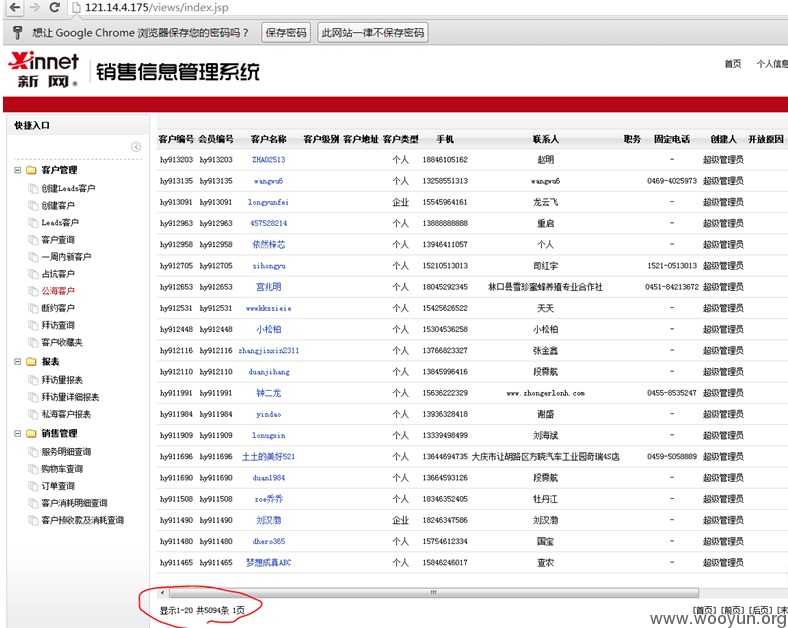 121.14.4.175/views/index.jsp
想让 Google Chrome 浏览器保存您的密码吗？ 保存密码 此网站一律不保存密码
Xinnet 新网® 销售信息管理系统 首页 个人信息
快捷入口
客户编号 会员编号 客户名称 客户级别 客户地址 客户类型 手机 联系人 职务 固定电话 创建人 开放原因
客户管理
创建Leads客户
创建客户
Leads客户
客户查询
一周内新客户
占坑客户
公海客户
断约客户
拜访查询
客户收藏夹
报表
拜访量报表
拜访量详细报表
私海客户报表
销售管理
服务明细查询
购物车查询
订单查询
客户消耗明细查询
客户预收款及消耗查询
hy913203 hy913203 ZHAO2513 个人 18846105162 赵明 - 超级管理员
hy913135 hy913135 wangwu6 个人 13258551313 wangwu6 0469-4025973 超级管理员
hy913091 hy913091 longyunfei 企业 15545964161 龙云飞 - 超级管理员
hy912963 hy912963 457528214 个人 13888888888 重启 - 超级管理员
hy912958 hy912958 依然梓芯 个人 13946411057 个人 - 超级管理员
hy912705 hy912705 sihongyu 个人 15210513013 司红宇 1521-0513013 超级管理员
hy912653 hy912653 宫兆明 个人 18045292345 林口县雪珍蜜蜂养殖专业合作社 0451-84213672 超级管理员
hy912531 hy912531 wwwkkssieie 个人 15425626522 天天 - 超级管理员
hy912448 hy912448 小松柏 个人 15304536258 小松柏 - 超级管理员
hy912116 hy912116 zhangjinxin2311 个人 13766823327 张金鑫 - 超级管理员
hy912110 hy912110 duanjihang 个人 13845996416 段霁航 - 超级管理员
hy911991 hy911991 钟二龙 个人 15636222329 www.zhongerlonh.com 0455-8535247 超级管理员
hy911984 hy911984 yindao 个人 13936328418 谢盛 - 超级管理员
hy911909 hy911909 lonugxin 个人 13339498499 刘海斌 - 超级管理员
hy911696 hy911696 土土的美好521 个人 13644694735 大庆市让胡路区方晓汽车工业园奇瑞4S店 0459-5058889 超级管理员
hy911690 hy911690 duan1984 个人 13664593126 段霁航 - 超级管理员
hy911508 hy911508 zoe乔乔 个人 18346352405 牡丹江 - 超级管理员
hy911490 hy911490 刘汉渤 企业 18246347586 刘汉渤 - 超级管理员
hy911480 hy911480 dhero365 个人 15754612334 国宝 - 超级管理员
hy911465 hy911465 梦想成真ABC 个人 15846246017 查农 - 超级管理员
显示1-20 共5094条 1页 [首页] [前页] [后页] [末
www.wooyun.org